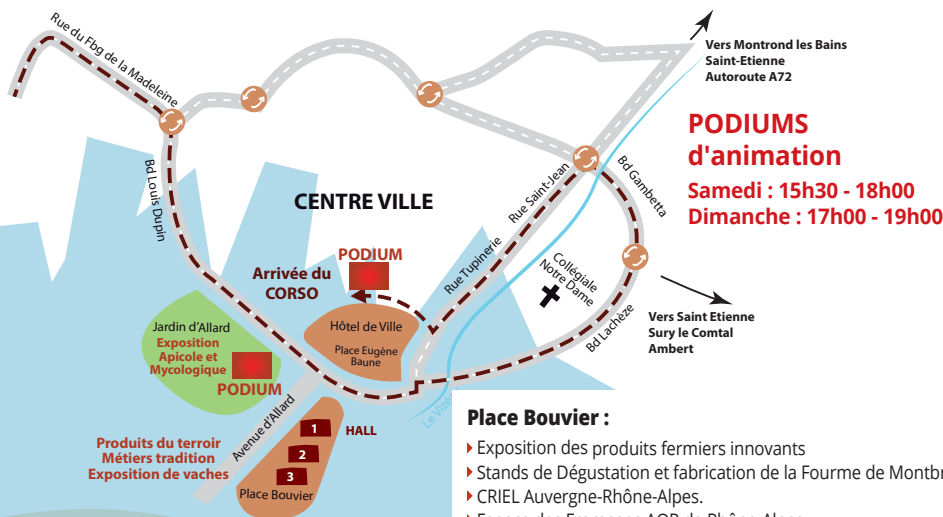 Rue du Fbg de la Madeleine
Vers Montrond les Bains
Saint-Etienne
Autoroute A72
PODIUMS
d'animation
Samedi : 15h30 - 18h00
Dimanche : 17h00 - 19h00
Bd Louis Dupin
CENTRE VILLE
Rue Saint-Jean
Bd Gambetta
Rue Tupinerie
Collégiale
Notre Dame
PODIUM
Arrivée du
CORSO
Vers Saint Etienne
Sury le Comtal
Ambert
Bd Lachèze
Hôtel de Ville
Place Eugène
Baune
Jardin d'Allard
Exposition
Apicole et
Mycologique
PODIUM
Le
Avenue d'Allard
Produits du terroir
Métiers tradition
Exposition de vaches
1
HALL
2
3
Place Bouvier
Place Bouvier :
Exposition des produits fermiers innovants
Stands de Dégustation et fabrication de la Fourme de
CRIEL Auvergne-Rhône-Alpes.